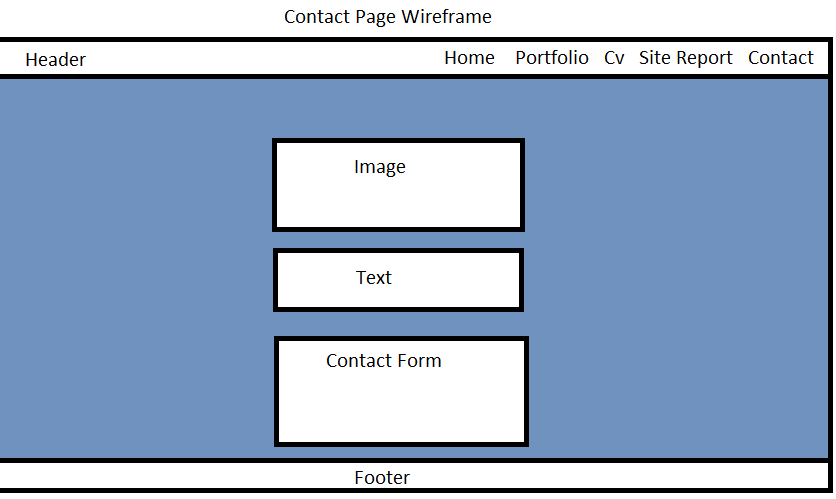 Contact Page Wireframe
Header Home Portfolio Cv Site Report Contact
Image
Text
Contact Form
Footer